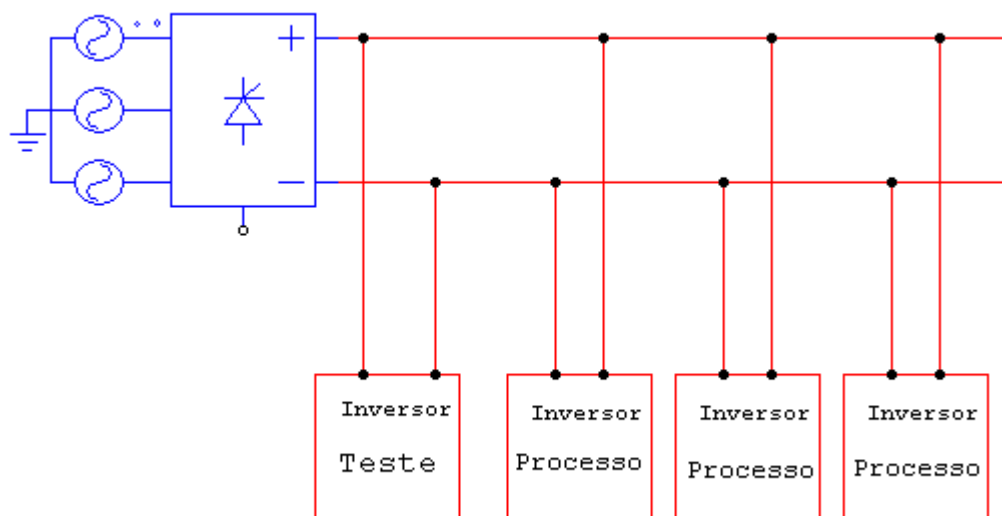 +
−
Inversor
Teste
Inversor
Processo
Inversor
Processo
Inversor
Processo